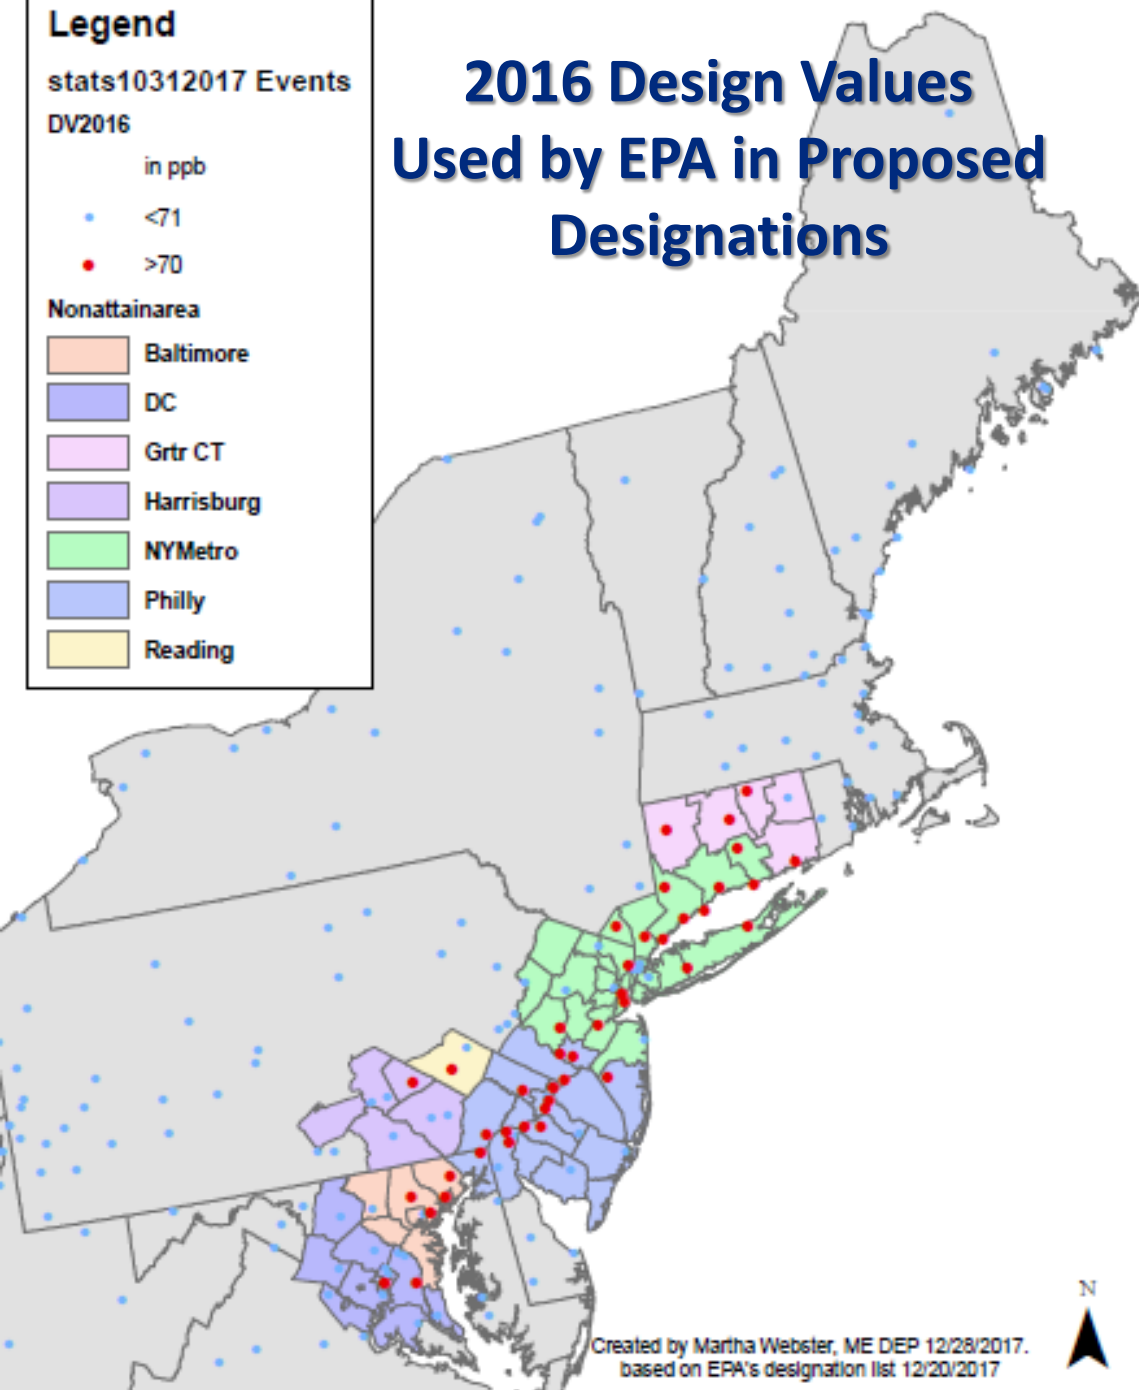 Legend
stats10312017 Events
DV2016
in ppb
<71
>70
Nonattainarea
Baltimore
DC
Grtr CT
Harrisburg
NYMetro
Philly
Reading
2016 Design Values
Used by EPA in Proposed
Designations
N
Created by Martha Webster, ME DEP 12/28/2017.
based on EPA's designation list 12/20/2017